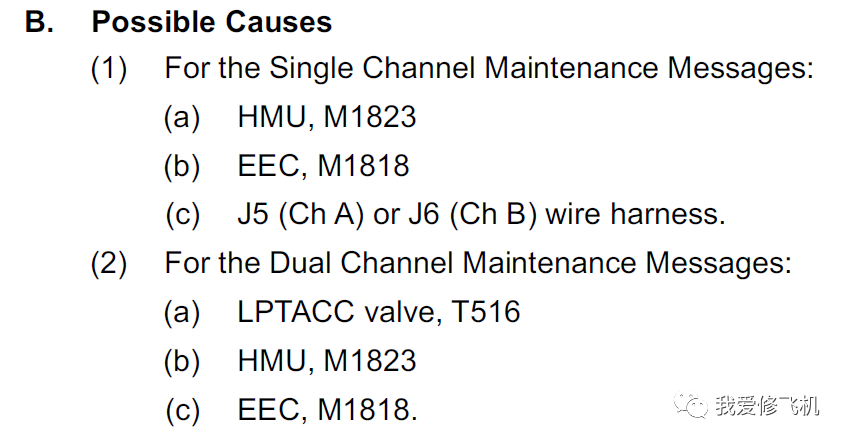 B. Possible Causes
(1) For the Single Channel Maintenance Messages:
(a) HMU, M1823
(b) EEC, M1818
(c) J5 (Ch A) or J6 (Ch B) wire harness.
(2) For the Dual Channel Maintenance Messages:
(a) LPTACC valve, T516
(b) HMU, M1823
(c) EEC, M1818.
我爱修飞机